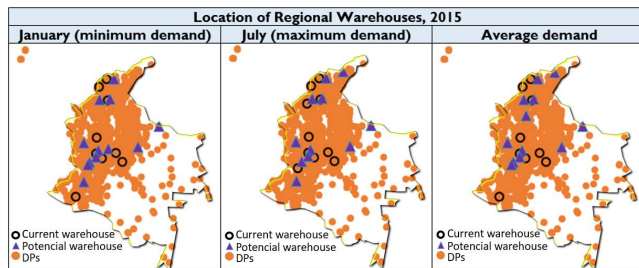 Location of Regional Warehouses, 2015
January (minimum demand)
July (maximum demand)
Average demand
Current warehouse
Potencial warehouse
DPs
Current warehouse
Potencial warehouse
DPs
Current warehouse
Potencial warehouse
DPs